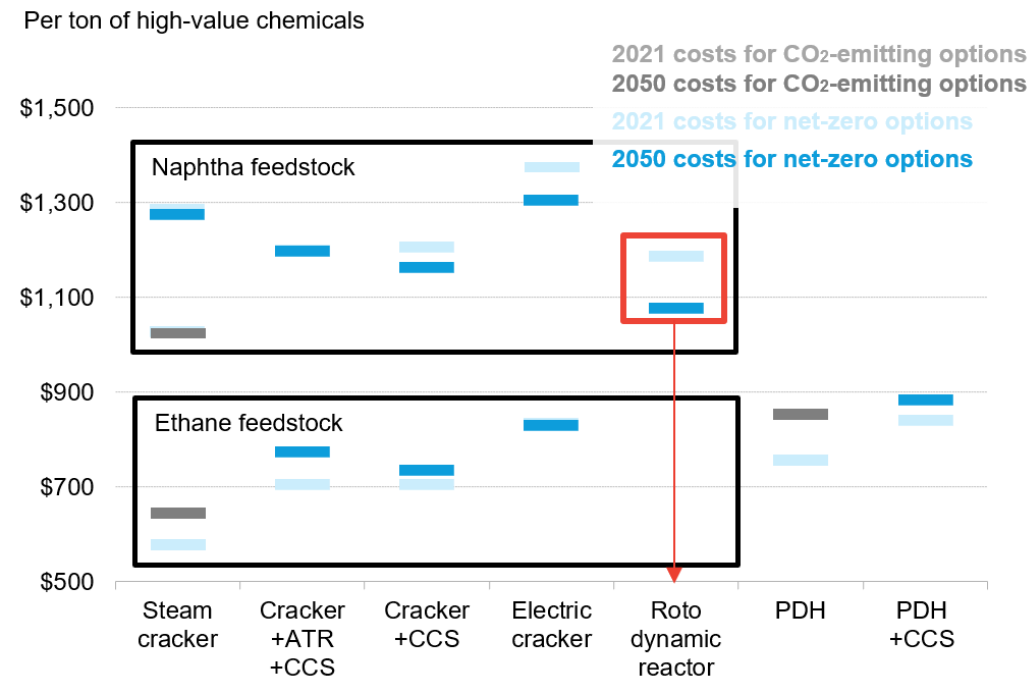 Per ton of high-value chemicals
2021 costs for CO₂-emitting options
2050 costs for CO₂-emitting options
2021 costs for net-zero options
2050 costs for net-zero options
$1,500
$1,300
$1,100
$900
$700
$500
Naphtha feedstock
Ethane feedstock
Steam
cracker
Cracker
+ATR
+CCS
Cracker
+CCS
Electric
cracker
Roto
dynamic
reactor
PDH
PDH
+CCS